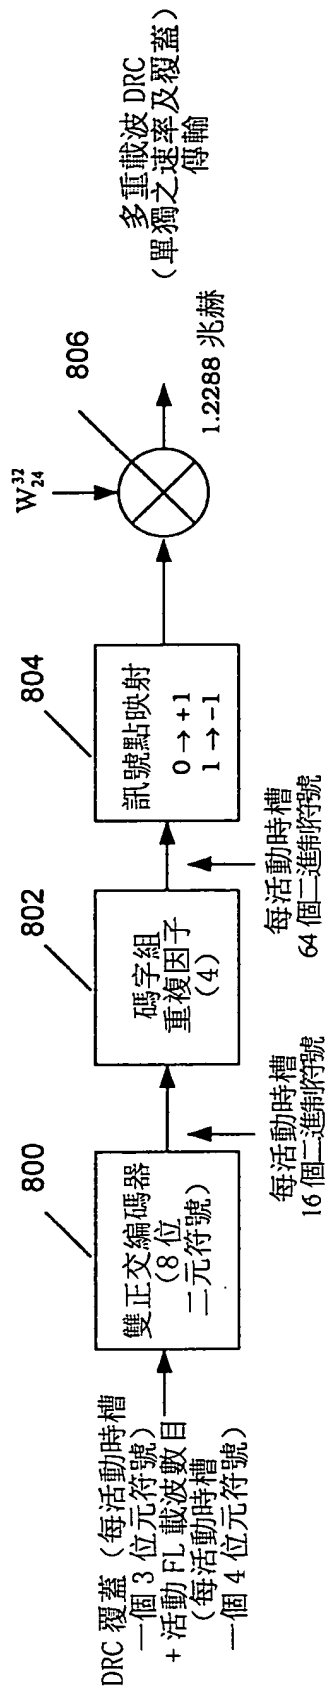 DRC 覆蓋 (每活動時槽
一個 3 位元符號)
+ 活動 FL 載波數目
(每活動時槽
一個 4 位元符號)
800
雙正交編碼器
(8 位
二元符號)
每活動時槽
16 個二進制符號
802
碼字組
重複因子
(4)
每活動時槽
64 個二進制符號
804
訊號點映射
0 → +1
1 → -1
W³²₂₄
806
1.2288 兆赫
多重載波 DRC
(單獨之速率及覆蓋)
傳輸